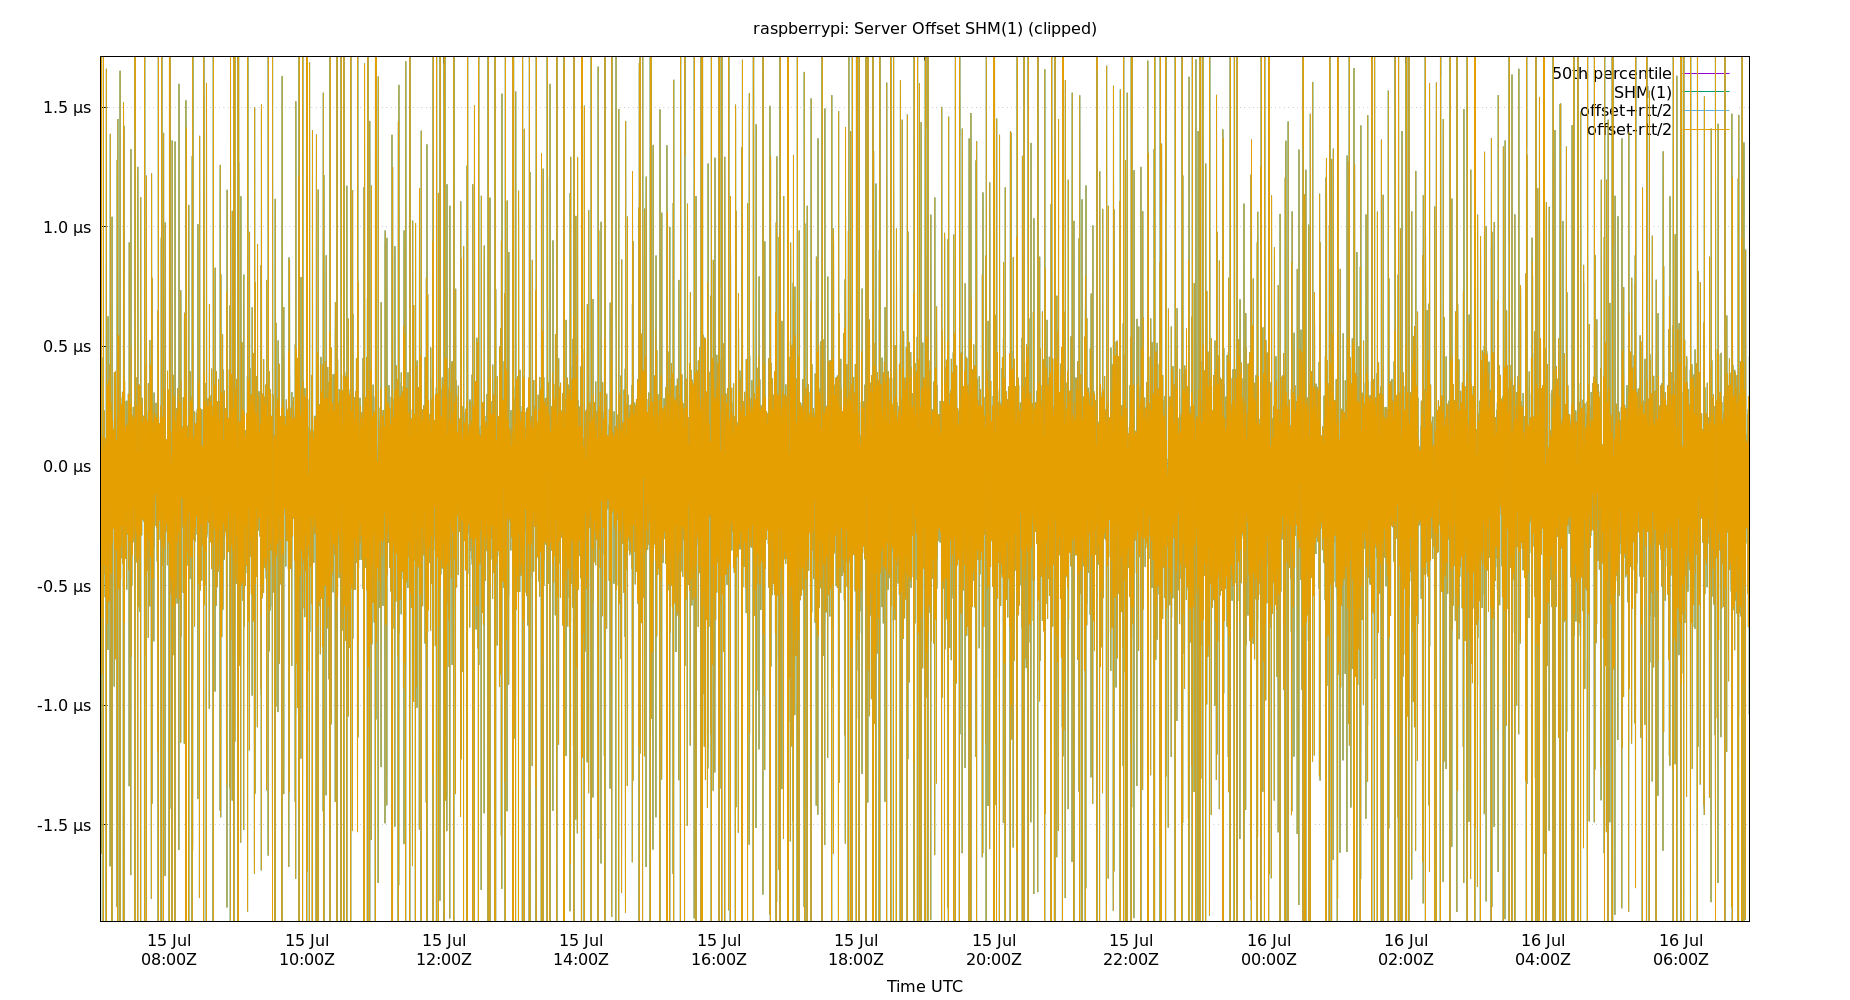 raspberrypi: Server Offset SHM(1) (clipped)
50th percentile
SHM(1)
offset+rtt/2
offset-rtt/2
1.5 µs
1.0 µs
0.5 µs
0.0 µs
-0.5 µs
-1.0 µs
-1.5 µs
15 Jul 15 Jul 15 Jul 15 Jul 15 Jul 15 Jul 15 Jul 15 Jul 16 Jul 16 Jul 16 Jul 16 Jul
08:00Z 10:00Z 12:00Z 14:00Z 16:00Z 18:00Z 20:00Z 22:00Z 00:00Z 02:00Z 04:00Z 06:00Z
Time UTC